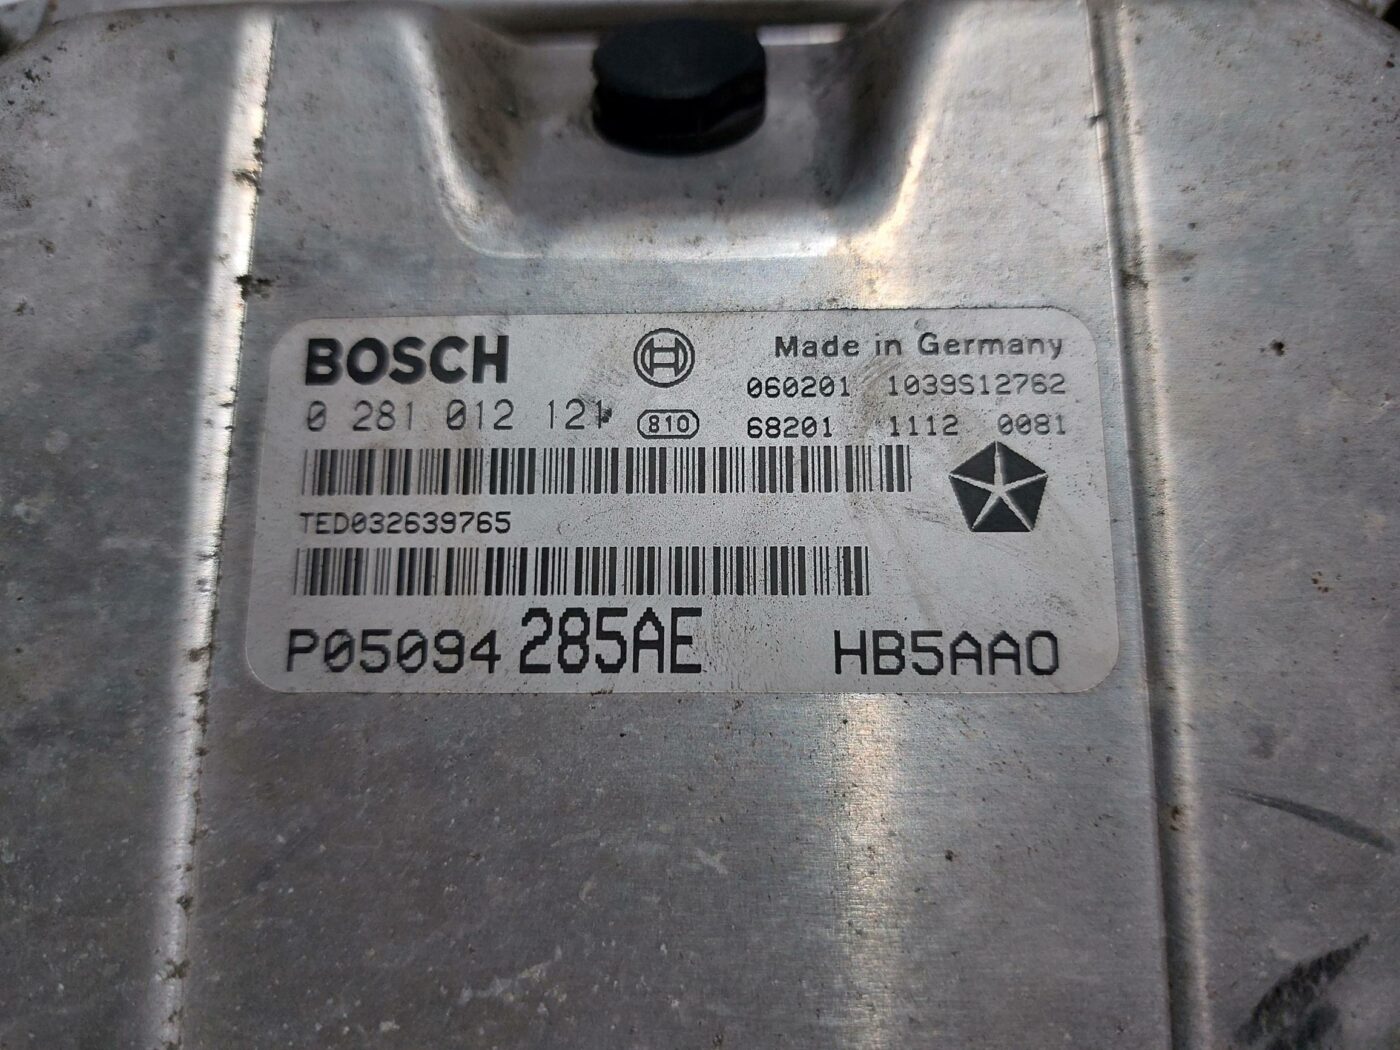 BOSCH Made in Germany
060201 1039S12762
0 281 012 121 810 68201 1112 0081
TED032639765
P05094 285AE HB5AA0